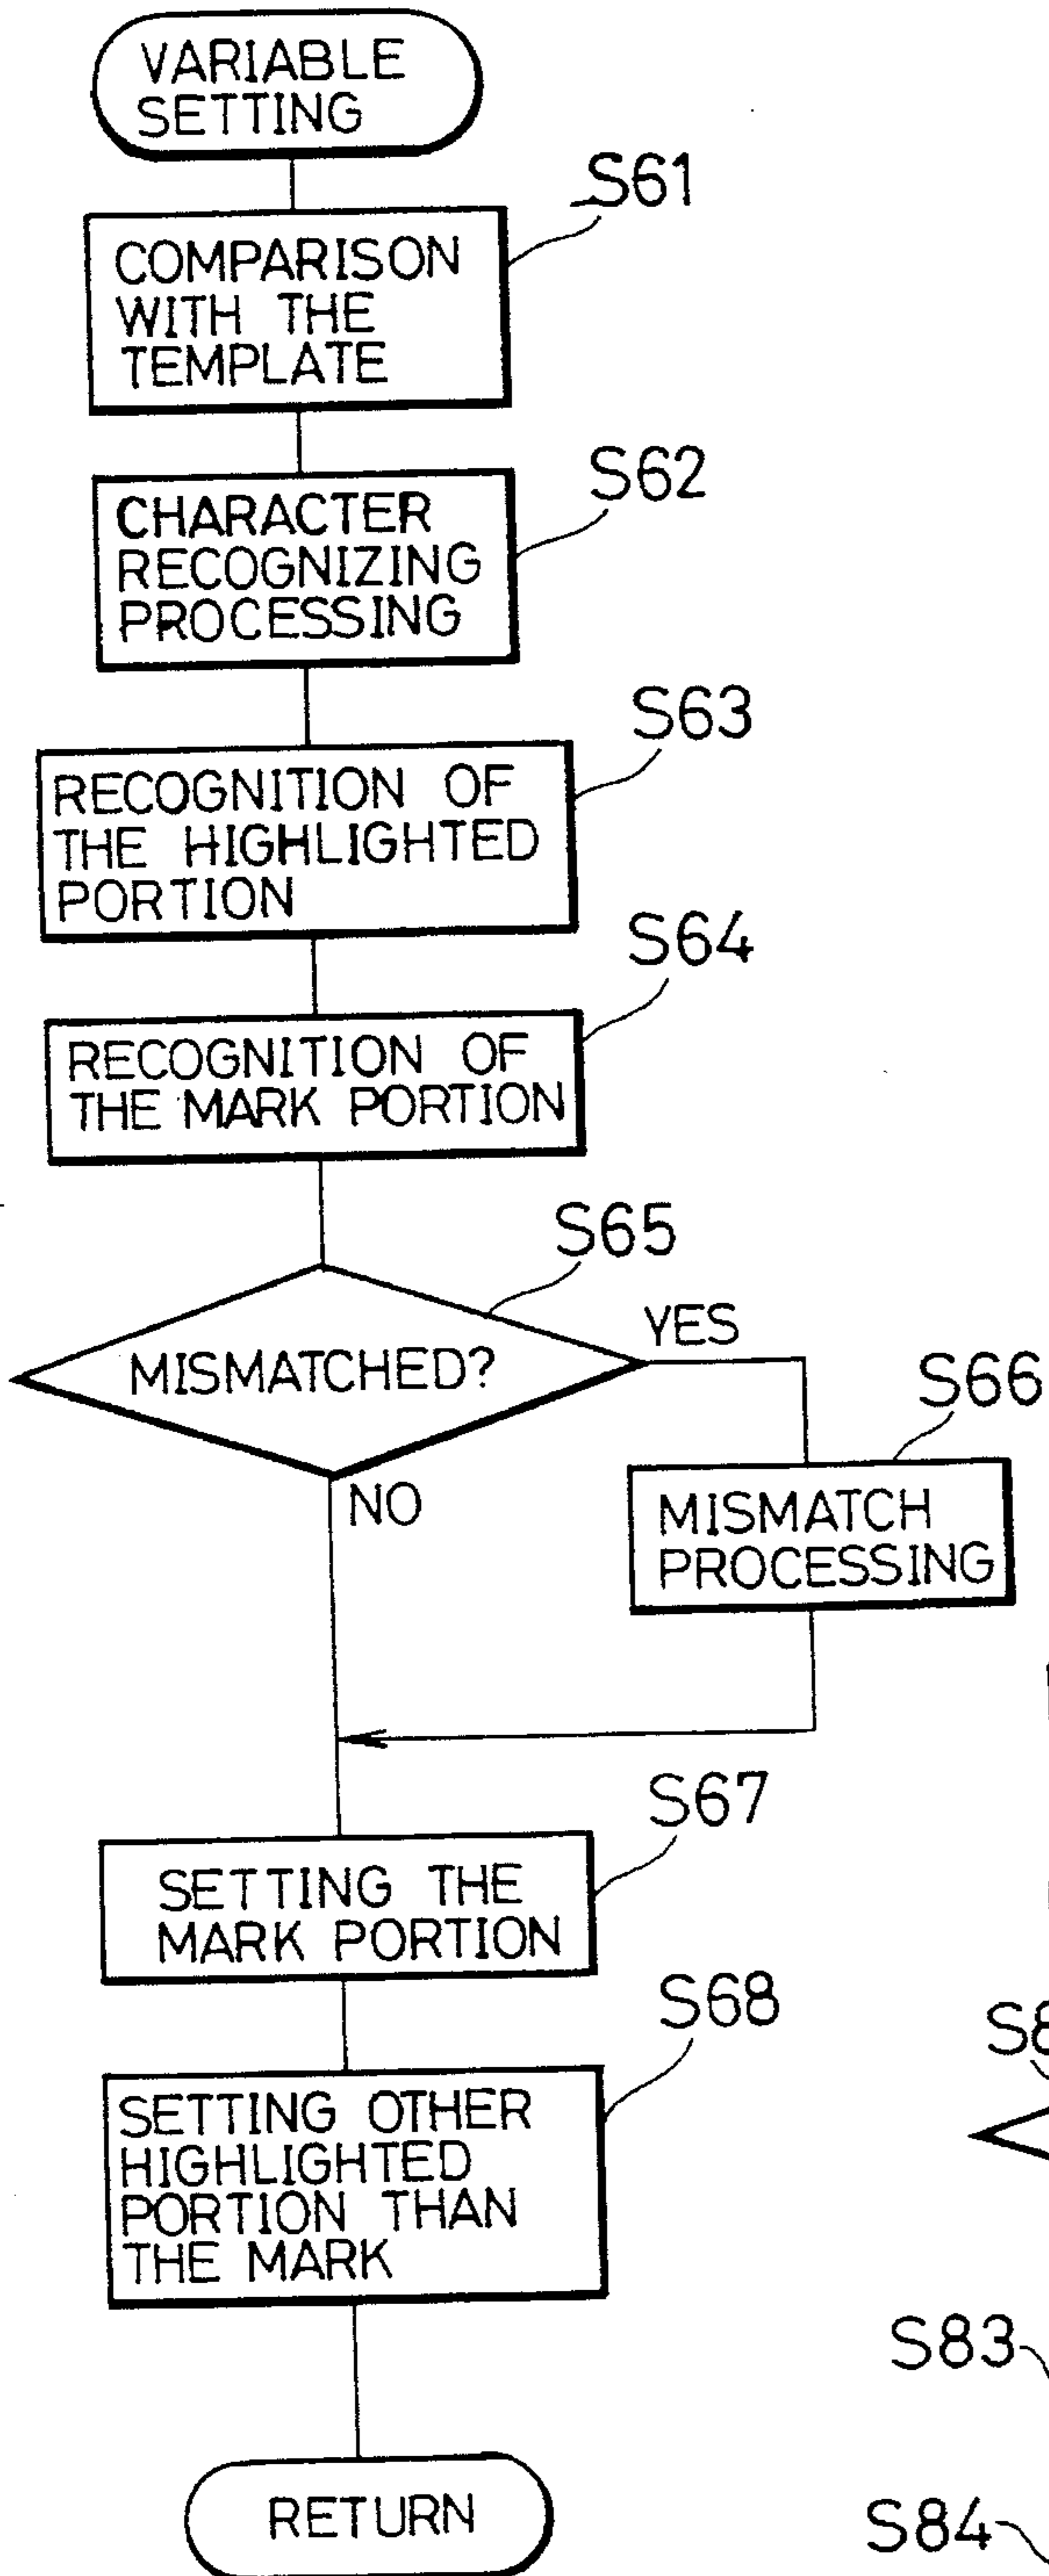 VARIABLE
SETTING
S61
COMPARISON
WITH THE
TEMPLATE
S62
CHARACTER
RECOGNIZING
PROCESSING
S63
RECOGNITION OF
THE HIGHLIGHTED
PORTION
S64
RECOGNITION OF
THE MARK PORTION
S65
MISMATCHED?
YES
NO
S66
MISMATCH
PROCESSING
S67
SETTING THE
MARK PORTION
S68
SETTING OTHER
HIGHLIGHTED
PORTION THAN
THE MARK
S83
RETURN
S84